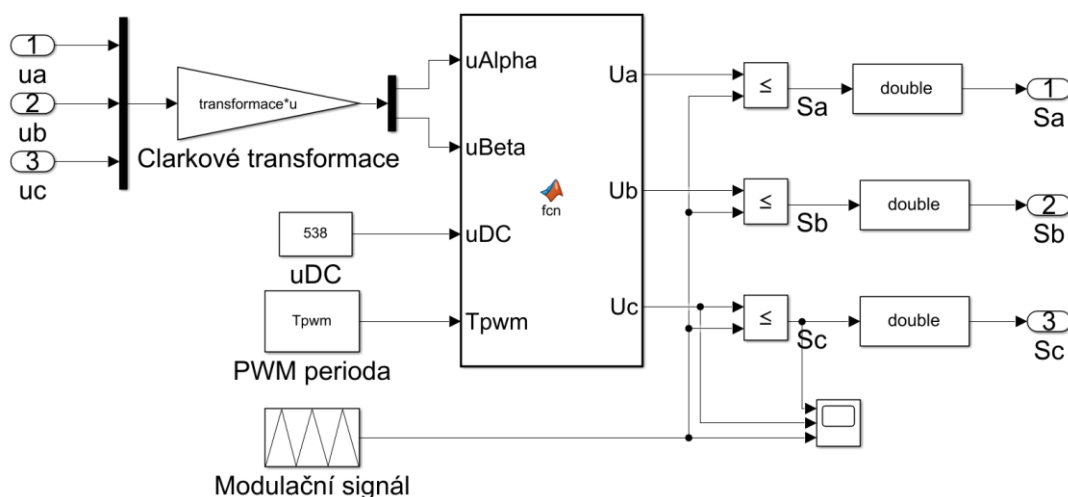 1
ua
2
ub
3
uc
transformace*u
Clarkové transformace
538
uDC
Tpwm
PWM perioda
Modulační signál
uAlpha
uBeta
uDC
Tpwm
fcn
Ua
Ub
Uc
≤
Sa
double
1
Sa
≤
Sb
double
2
Sb
≤
Sc
double
3
Sc